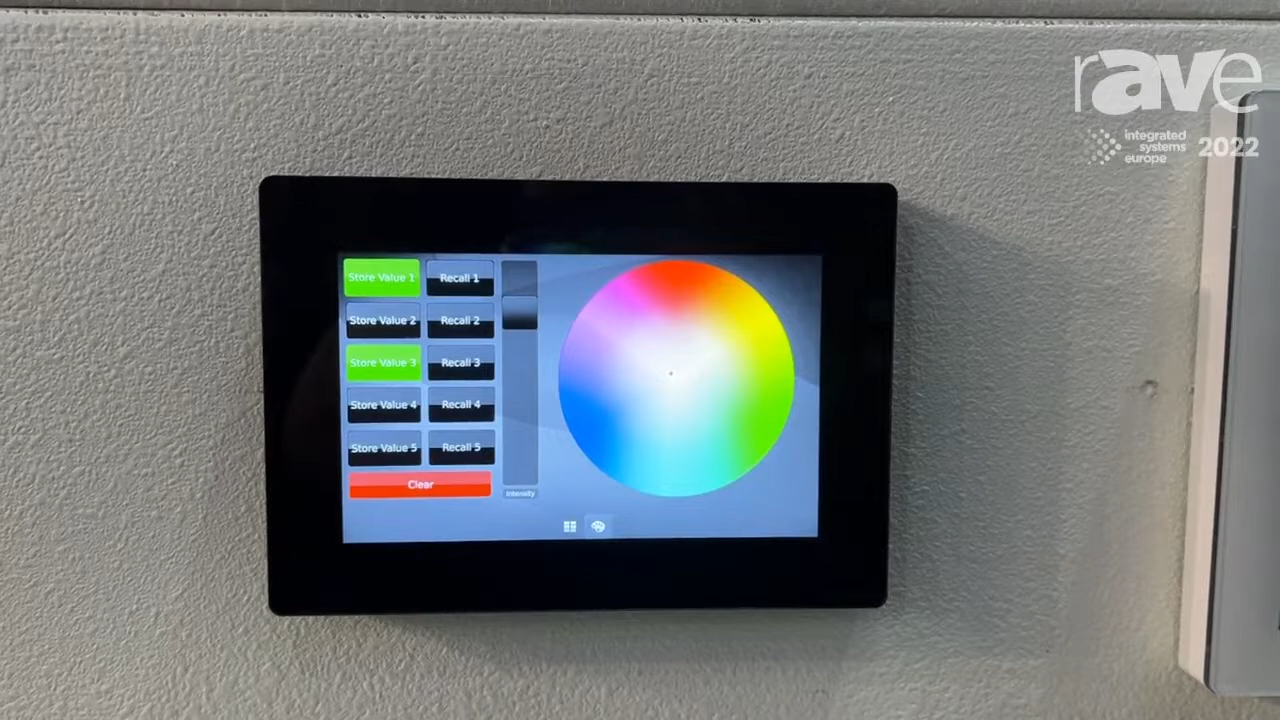 rave
integrated
systems
europe
2022
Store Value 1
Recall 1
Store Value 2
Recall 2
Store Value 3
Recall 3
Store Value 4
Recall 4
Store Value 5
Recall 5
Clear
Intensity